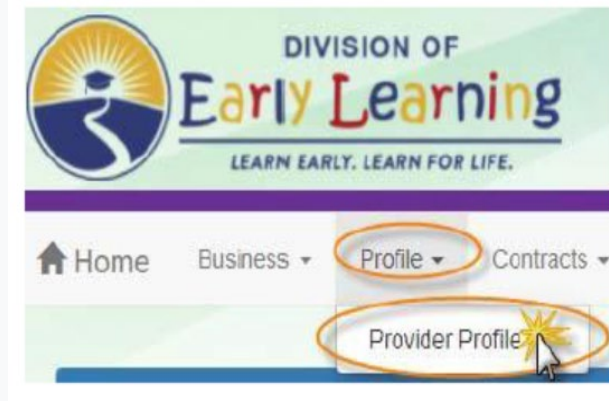 DIVISION OF
Early Learning
LEARN EARLY. LEARN FOR LIFE.
Home Business Profile Contracts
Provider Profile